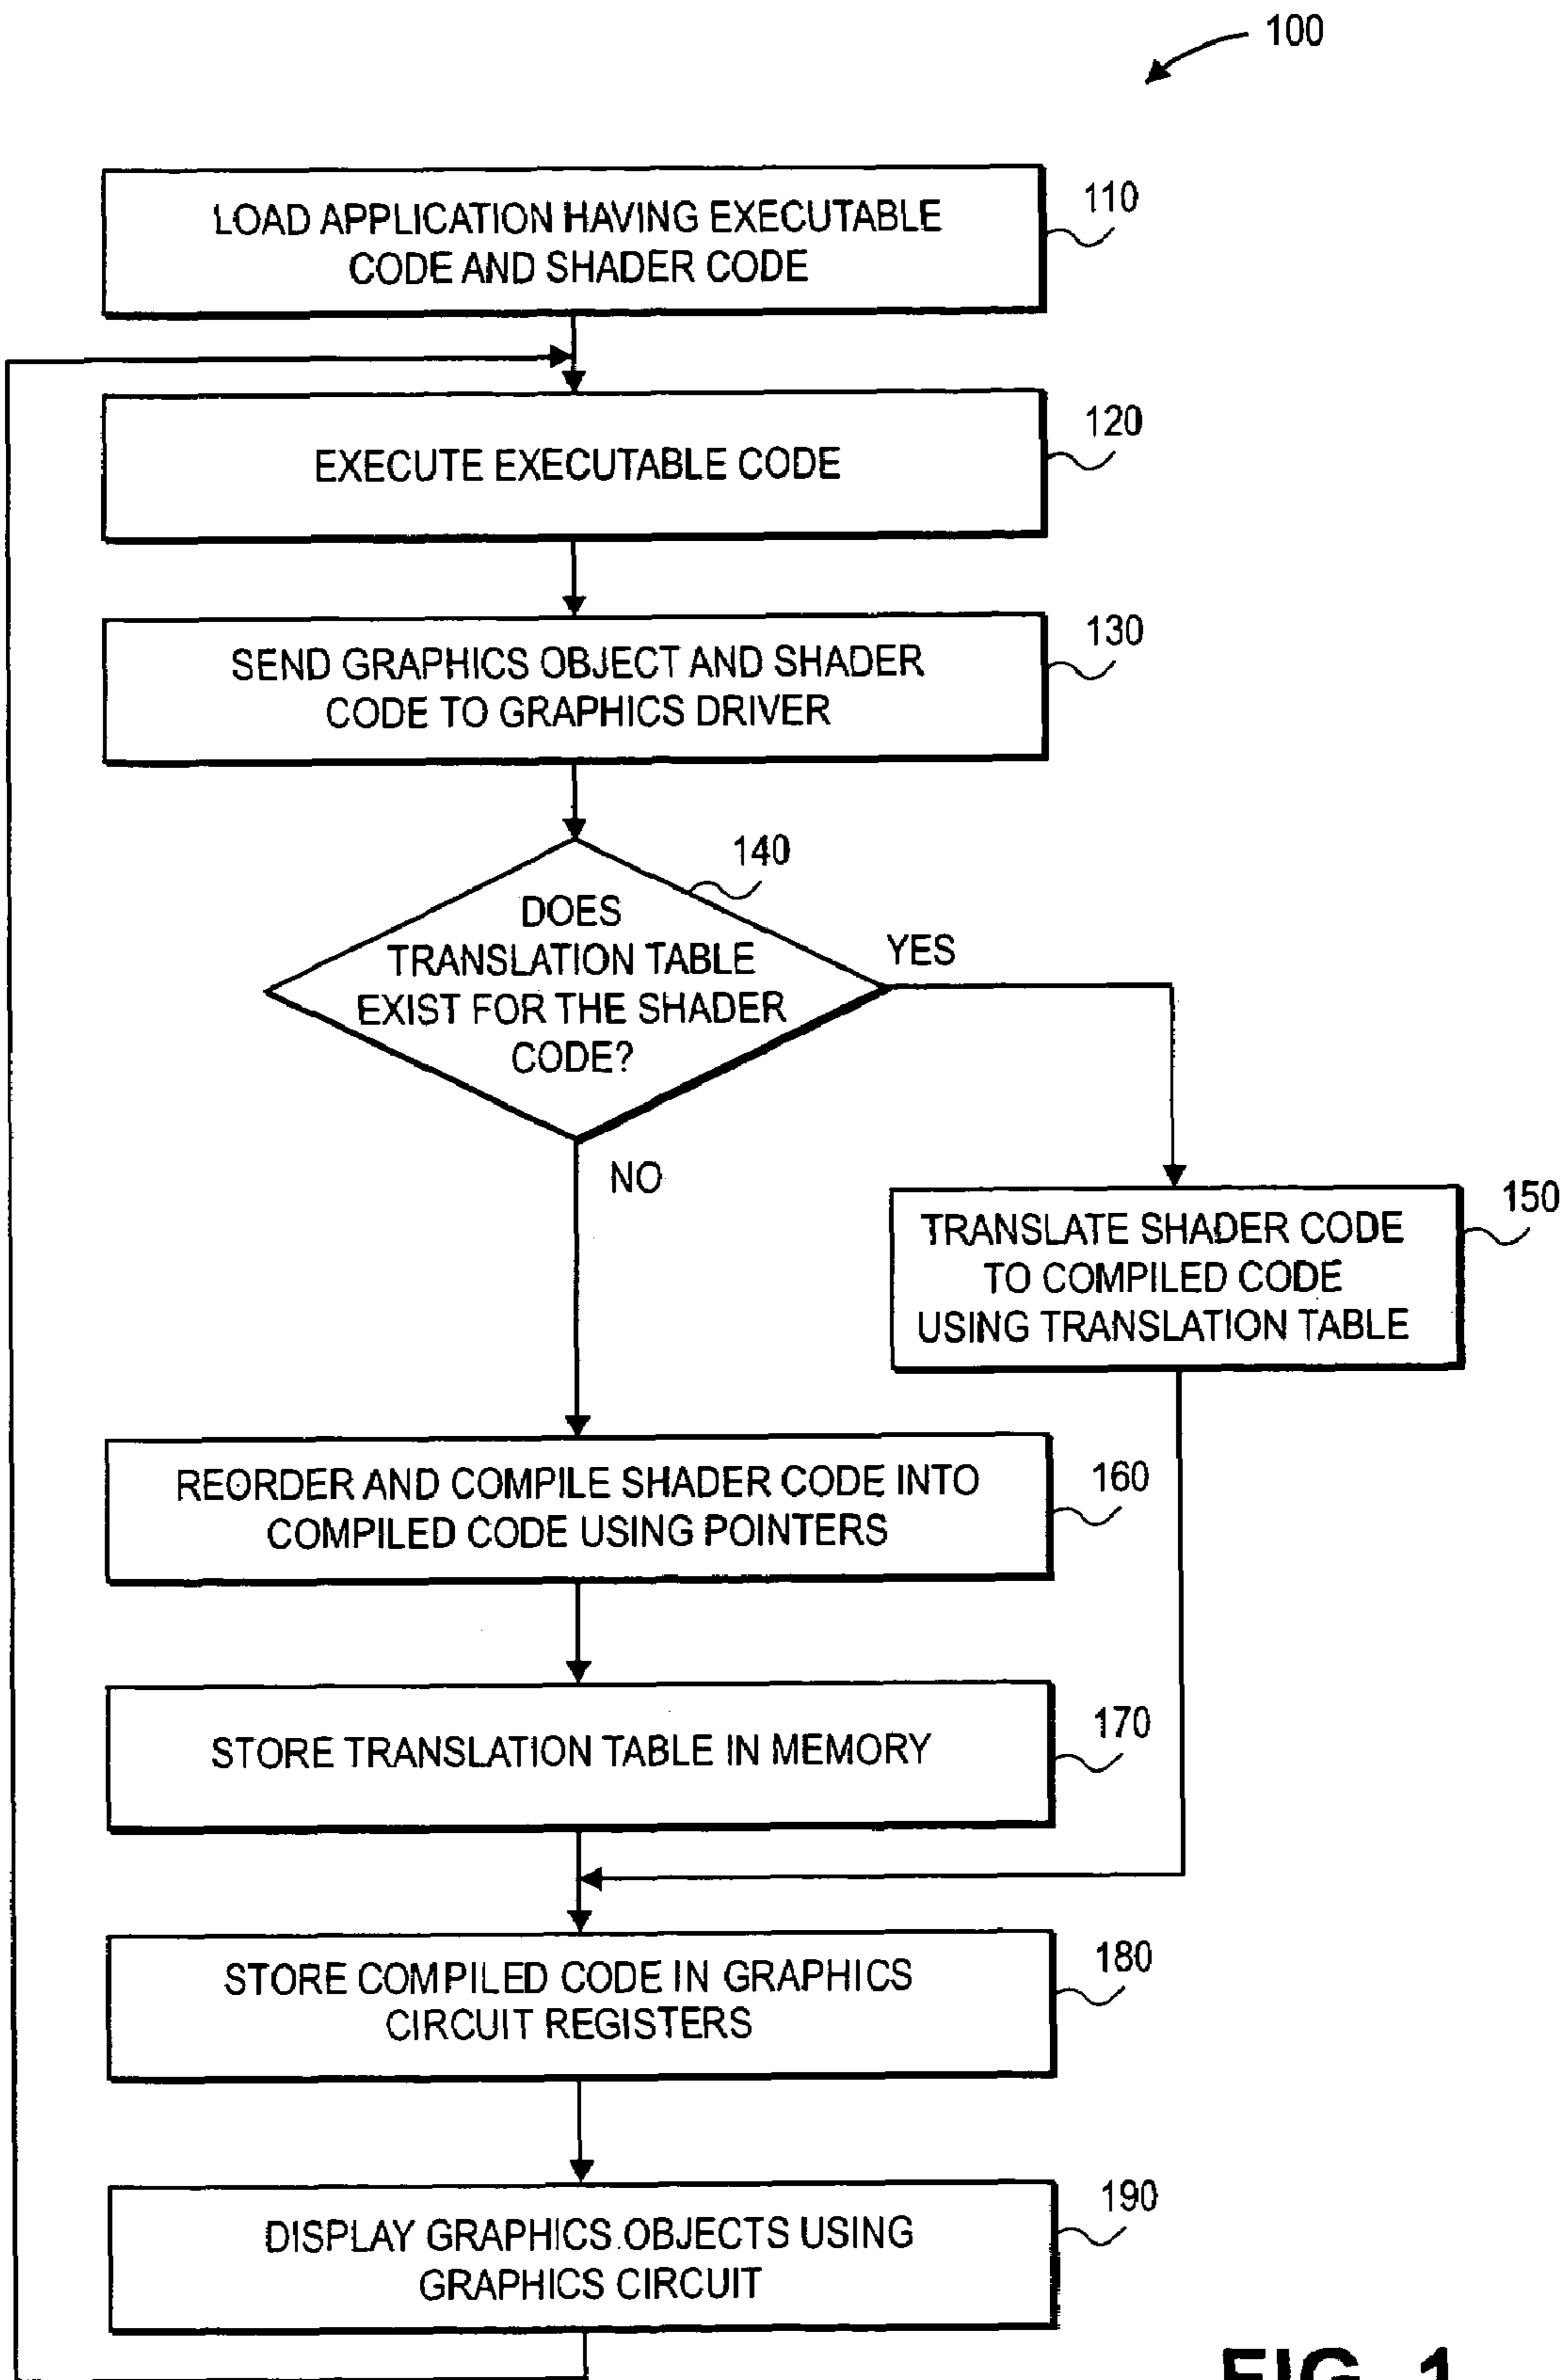 100
LOAD APPLICATION HAVING EXECUTABLE
CODE AND SHADER CODE
110
EXECUTE EXECUTABLE CODE
120
SEND GRAPHICS OBJECT AND SHADER
CODE TO GRAPHICS DRIVER
130
140
DOES
TRANSLATION TABLE
EXIST FOR THE SHADER
CODE?
YES
NO
TRANSLATE SHADER CODE
TO COMPILED CODE
USING TRANSLATION TABLE
150
REORDER AND COMPILE SHADER CODE INTO
COMPILED CODE USING POINTERS
160
STORE TRANSLATION TABLE IN MEMORY
170
STORE COMPILED CODE IN GRAPHICS
CIRCUIT REGISTERS
180
DISPLAY GRAPHICS OBJECTS USING
GRAPHICS CIRCUIT
190
FIG. 1